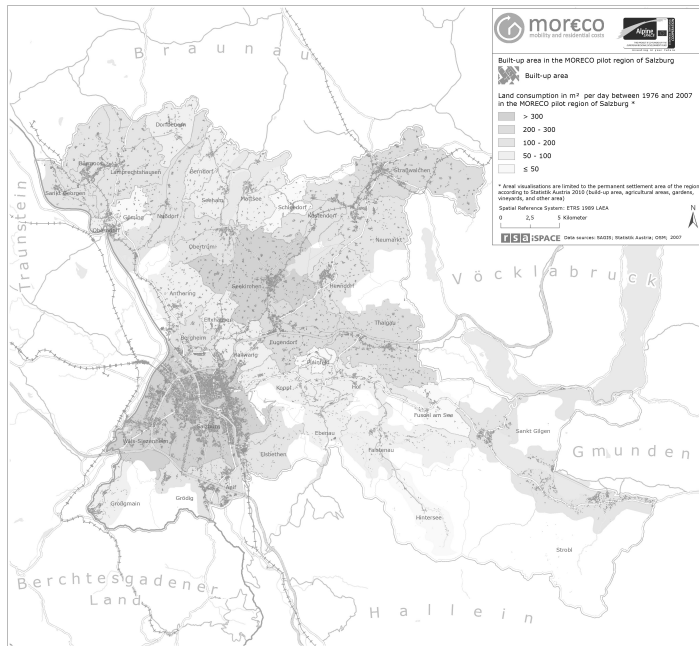 moreco
mobility and residential costs
Alpine
Built-up area in the MORECO pilot region of Salzburg
Built-up area
Land consumption in m² per day between 1976 and 2007
in the MORECO pilot region of Salzburg *
> 300
200 - 300
100 - 200
50 - 100
≤ 50
* Areal visualisations are limited to the permanent settlement area of the region
according to Statistik Austria 2010 (build-up area, agricultural areas, gardens,
vineyards, and other area)
Spatial Reference System: ETRS 1989 LAEA
0 2,5 5 Kilometer
N
rsa iSPACE Data sources: SAGIS; Statistik Austria; OSM; 2007
Braunau
Dorfbeuern
Lamprechtshausen
Berndorf
Straßwalchen
Sankt Georgen
Seeham
Mattsee
Schleedorf
Göming
Nußdorf
Köstendorf
Oberndorf
Traunstein
Neumarkt
Obertrum
Vöcklabruck
Seekirchen
Henndorf
Anthering
Elixhausen
Thalgau
Bergheim
Eugendorf
Hallwang
Plainfeld
Koppl
Hof
Fuschl am See
Salzburg
Sankt Gilgen
Wals-Siezenheim
Ebenau
Gmunden
Elsbethen
Faistenau
Anif
Grödig
Großgmain
Hintersee
Strobl
Berchtesgadener
Land
Hallein